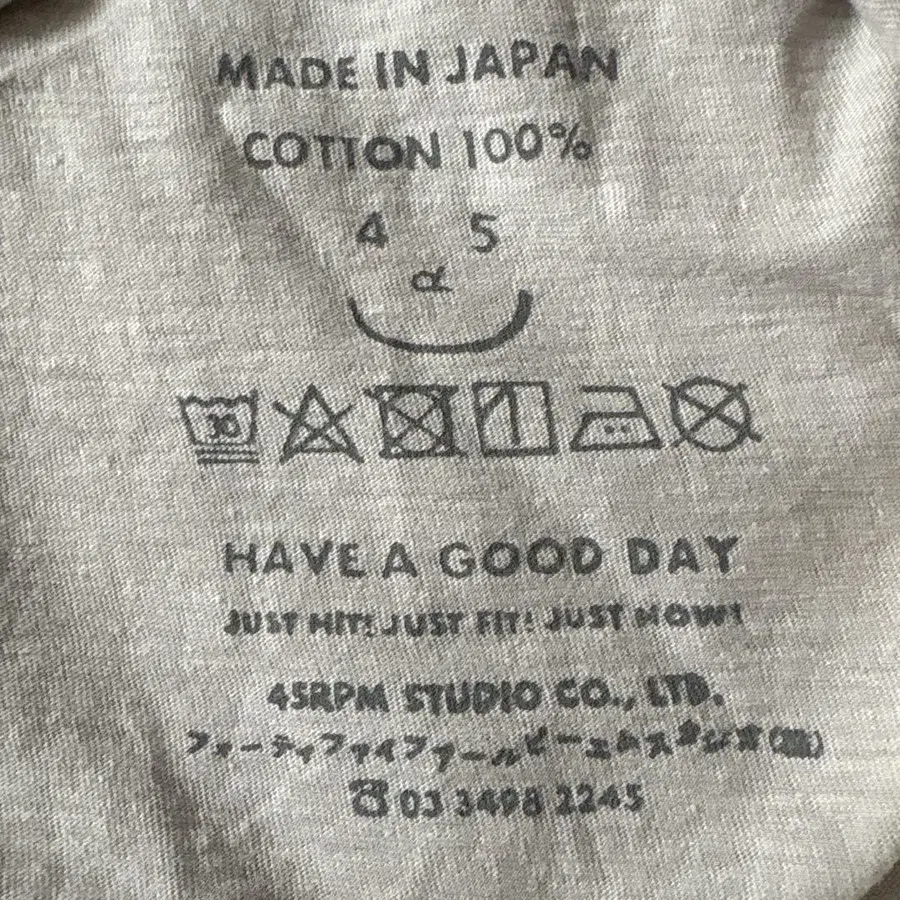 MADE IN JAPAN
COTTON 100%
4 5
R
30
HAVE A GOOD DAY
JUST HIT! JUST FIT! JUST NOW!
45RPM STUDIO CO., LTD.
フォーティファイブアールピーエムスタジオ(株)
☎03 3498 2245